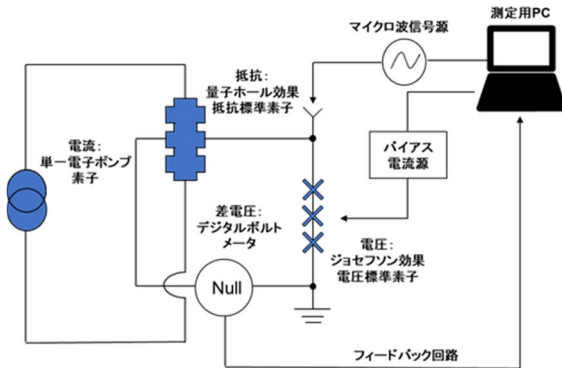 測定用PC
マイクロ波信号源
抵抗：
量子ホール効果
抵抗標準素子
電流：
単一電子ポンプ
素子
バイアス
電流源
差電圧：
デジタルボルト
メータ
電圧：
ジョセフソン効果
電圧標準素子
Null
フィードバック回路